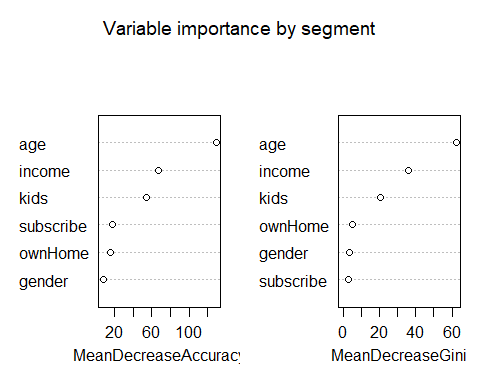 Variable importance by segment
age
income
kids
subscribe
ownHome
gender
20 60 100
MeanDecreaseAccuracy
age
income
kids
ownHome
gender
subscribe
0 20 40 60
MeanDecreaseGini